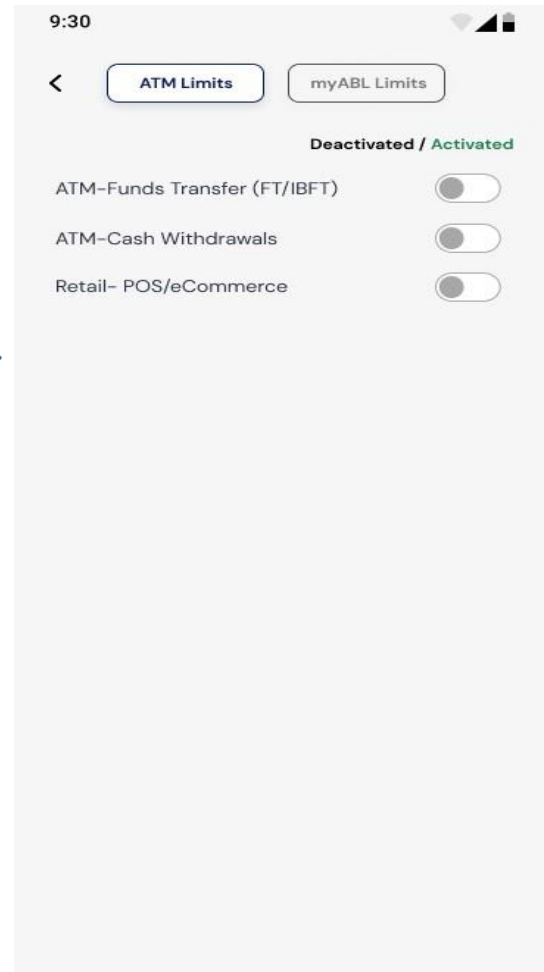 9:30
ATM Limits myABL Limits
Deactivated / Activated
ATM-Funds Transfer (FT/IBFT)
ATM-Cash Withdrawals
Retail- POS/eCommerce